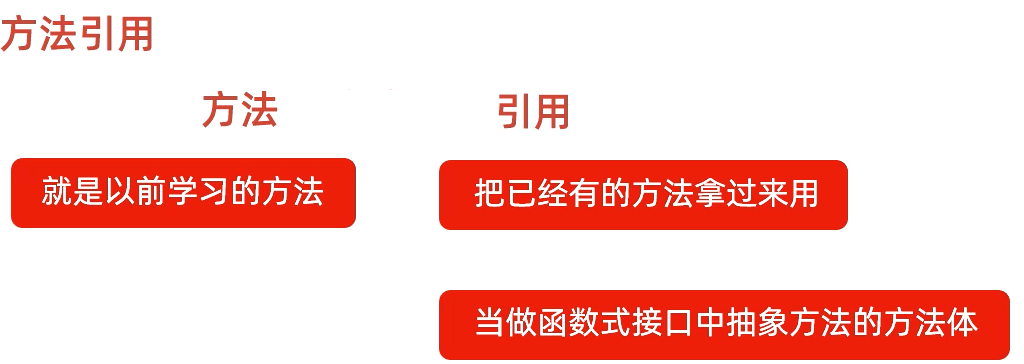 方法引用
方法
引用
就是以前学习的方法
把已经有的方法拿过来用
当做函数式接口中抽象方法的方法体